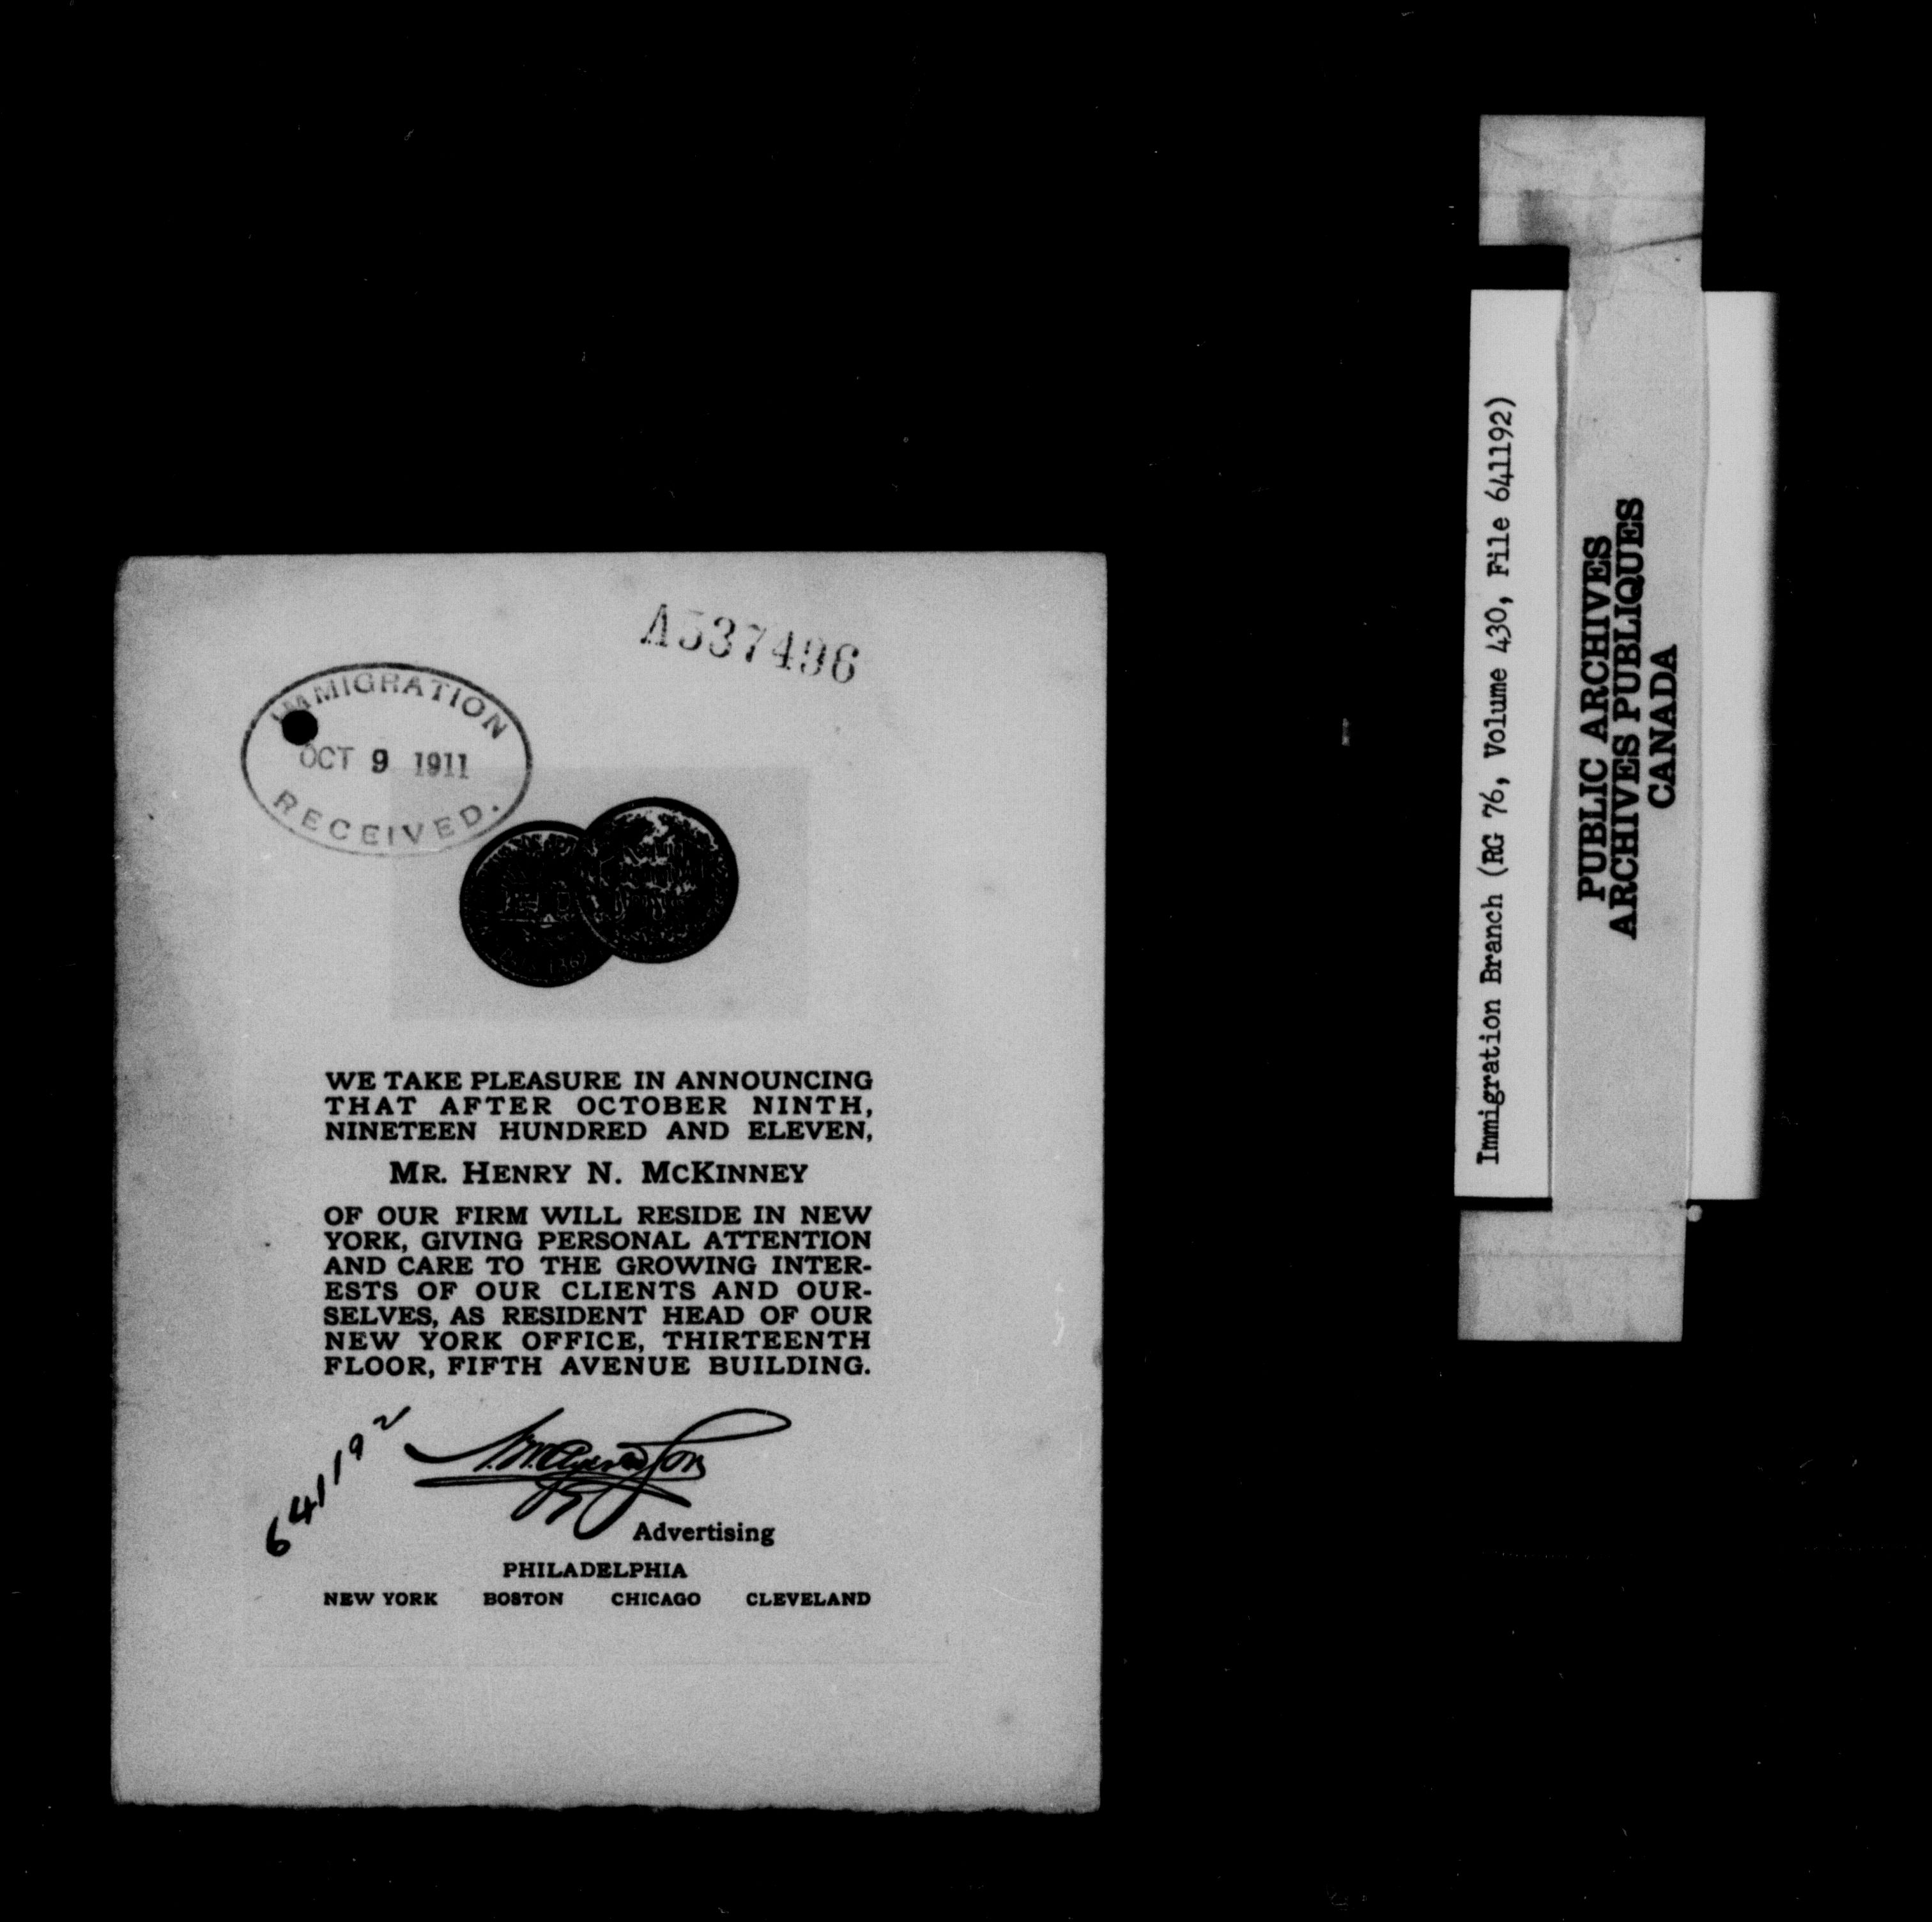 A537496
IMMIGRATION
OCT 9 1911
RECEIVED.
WE TAKE PLEASURE IN ANNOUNCING
THAT AFTER OCTOBER NINTH,
NINETEEN HUNDRED AND ELEVEN,
MR. HENRY N. MCKINNEY
OF OUR FIRM WILL RESIDE IN NEW
YORK, GIVING PERSONAL ATTENTION
AND CARE TO THE GROWING INTER-
ESTS OF OUR CLIENTS AND OUR-
SELVES, AS RESIDENT HEAD OF OUR
NEW YORK OFFICE, THIRTEENTH
FLOOR, FIFTH AVENUE BUILDING.
641192
N.W. Ayer & Son
Advertising
PHILADELPHIA
NEW YORK BOSTON CHICAGO CLEVELAND
Immigration Branch (RG 76, Volume 430, File 641192)
PUBLIC ARCHIVES
ARCHIVES PUBLIQUES
CANADA